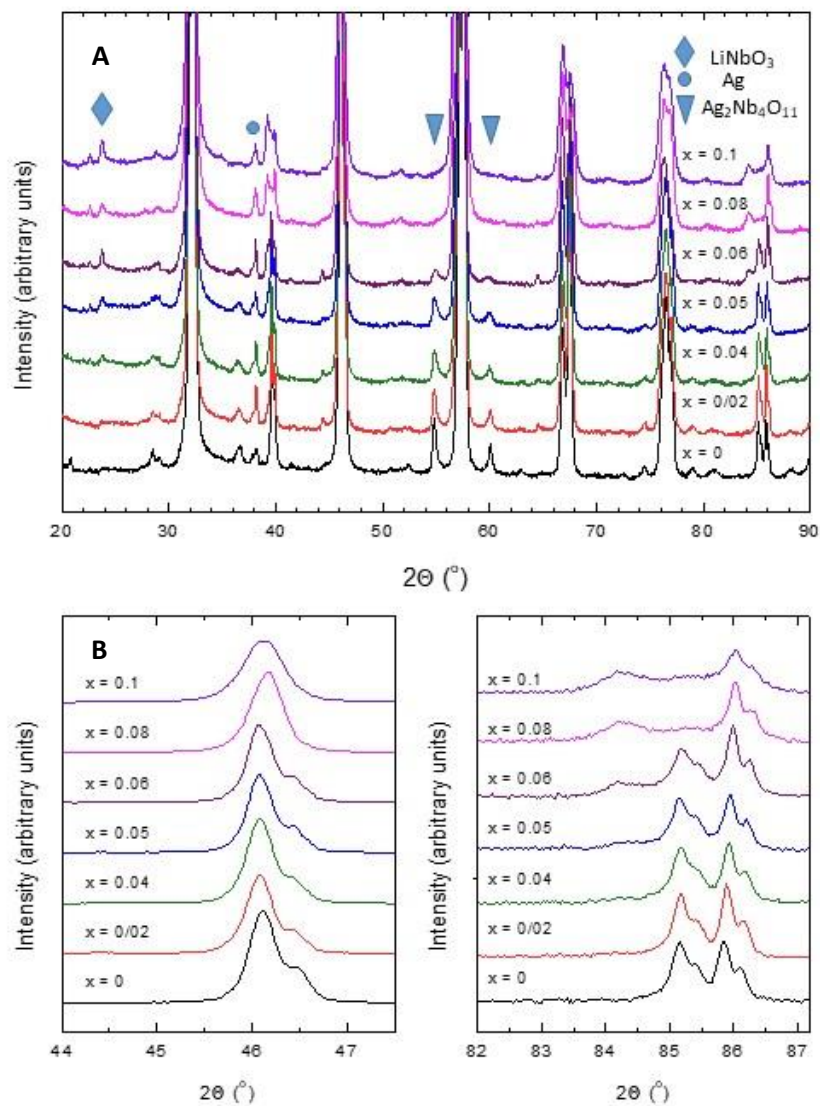 A
LiNbO₃
Ag
Ag₂Nb₄O₁₁
x = 0.1
x = 0.08
x = 0.06
x = 0.05
x = 0.04
x = 0/02
x = 0
Intensity (arbitrary units)
20 30 40 50 60 70 80 90
2Θ (°)
B
x = 0.1
x = 0.08
x = 0.06
x = 0.05
x = 0.04
x = 0/02
x = 0
Intensity (arbitrary units)
44 45 46 47
2Θ (°)
x = 0.1
x = 0.08
x = 0.06
x = 0.05
x = 0.04
x = 0/02
x = 0
Intensity (arbitrary units)
82 83 84 85 86 87
2Θ (°)